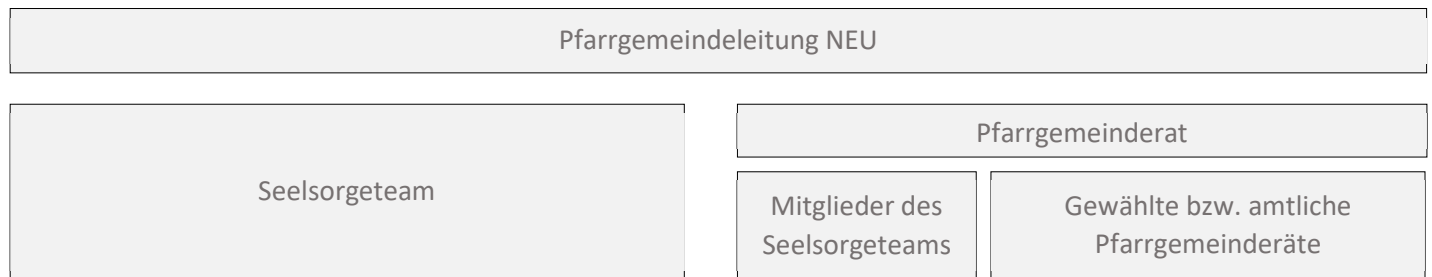 Pfarrgemeindeleitung NEU
Seelsorgeteam
Pfarrgemeinderat
Mitglieder des
Seelsorgeteams
Gewählte bzw. amtliche
Pfarrgemeinderäte